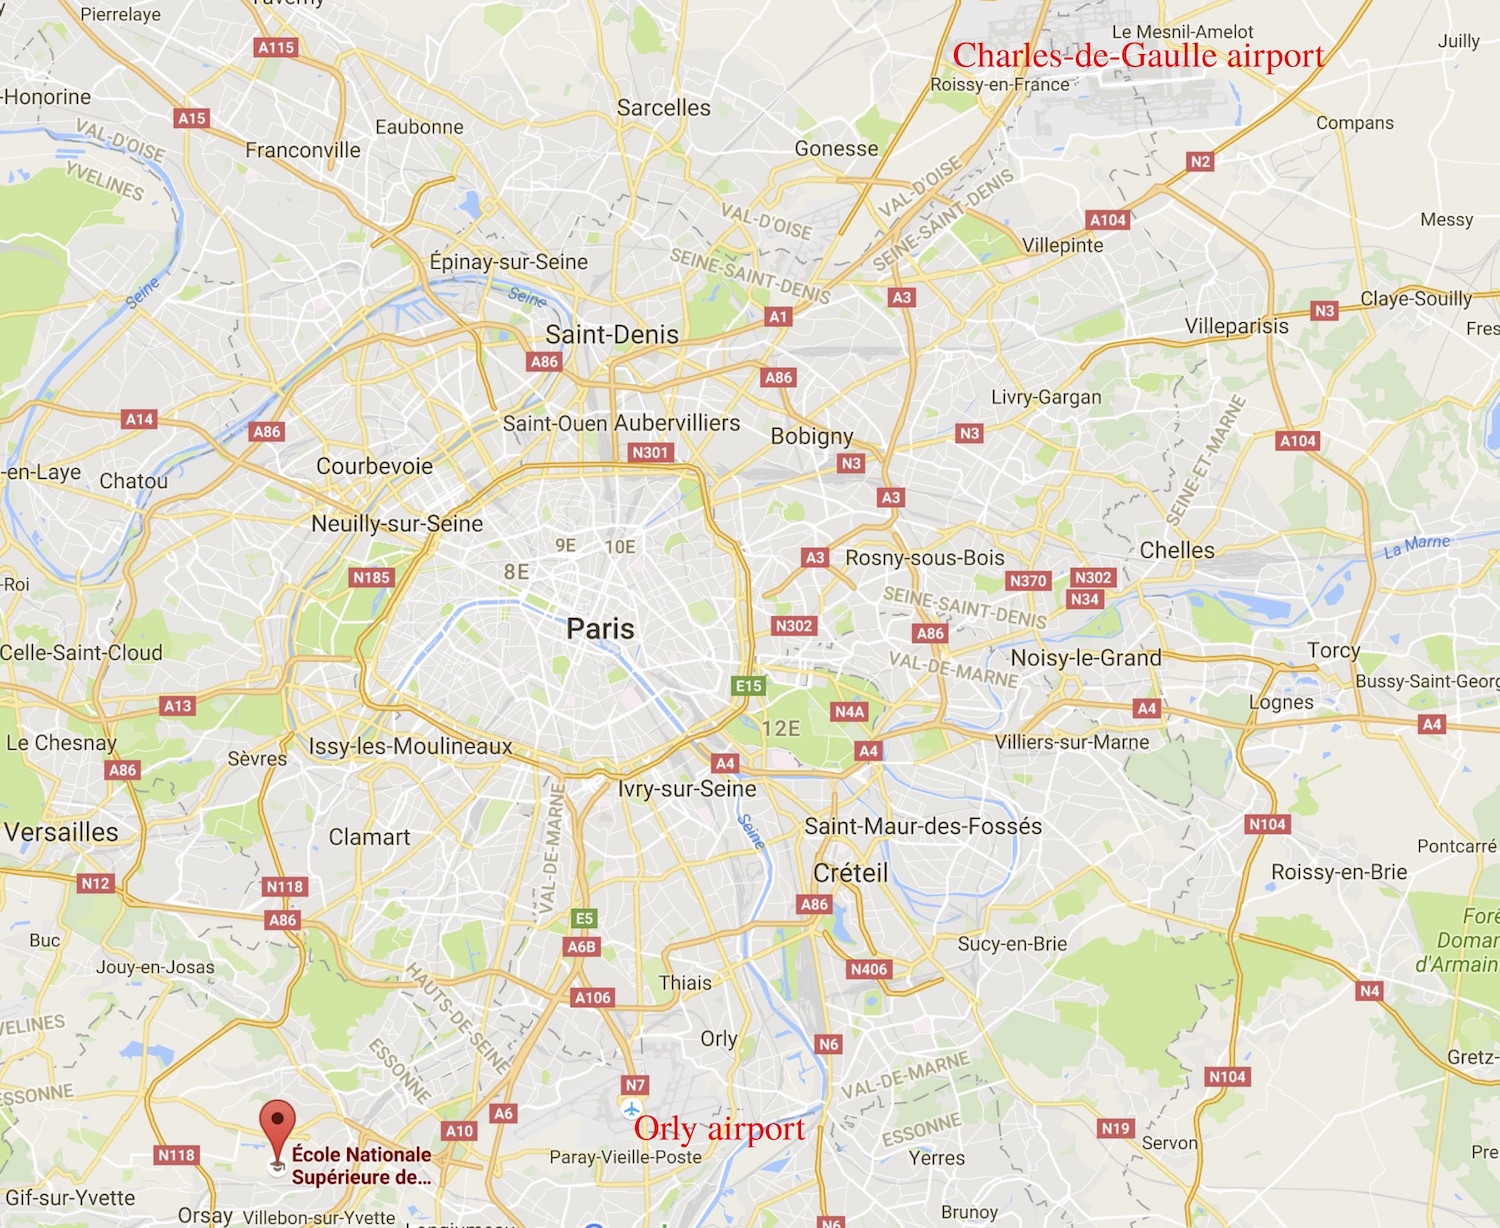 Pierrelaye
Taverny
A115
Le Mesnil-Amelot
Juilly
Charles-de-Gaulle airport
Roissy-en-France
-Honorine
A15
Sarcelles
Compans
VAL-D'OISE
Eaubonne
Franconville
Gonesse
N2
YVELINES
VAL-D'OISE
SEINE-SAINT-DENIS
VAL-D'OISE
A104
Messy
Villepinte
Épinay-sur-Seine
SEINE-SAINT-DENIS
Seine
Seine
A3
Claye-Souilly
N3
A1
Villeparisis
Fres
Saint-Denis
A86
A86
Livry-Gargan
SEINE-ET-MARNE
A14
A86
Saint-Ouen
Aubervilliers
Bobigny
N3
A104
N301
N3
Courbevoie
-en-Laye
Chatou
A3
Neuilly-sur-Seine
9E
10E
La Marne
Chelles
A3
Rosny-sous-Bois
8E
N185
N370
N302
-Roi
N34
SEINE-SAINT-DENIS
Paris
N302
A86
Celle-Saint-Cloud
Torcy
Noisy-le-Grand
VAL-DE-MARNE
E15
Bussy-Saint-Georg
A13
N4A
A4
Lognes
12E
A4
Le Chesnay
Issy-les-Moulineaux
Villiers-sur-Marne
Sèvres
A4
A4
A86
Ivry-sur-Seine
Versailles
Clamart
VAL-DE-MARNE
Seine
Saint-Maur-des-Fossés
N104
Pontcarré
Créteil
Roissy-en-Brie
N12
N118
A86
A86
E5
Forê
Buc
A6B
Sucy-en-Brie
Domar
d'Armain
Jouy-en-Josas
N406
HAUTS-DE-SEINE
Thiais
A106
N4
YVELINES
Orly
N6
ESSONNE
Gretz-
VAL-DE-MARNE
N104
ESSONNE
N7
A6
Orly airport
A10
ESSONNE
N19
Servon
École Nationale
Supérieure de…
N118
Paray-Vieille-Poste
Yerres
Pre
Gif-sur-Yvette
Orsay
Villebon-sur-Yvette
Brunoy
Longjumeau
N6